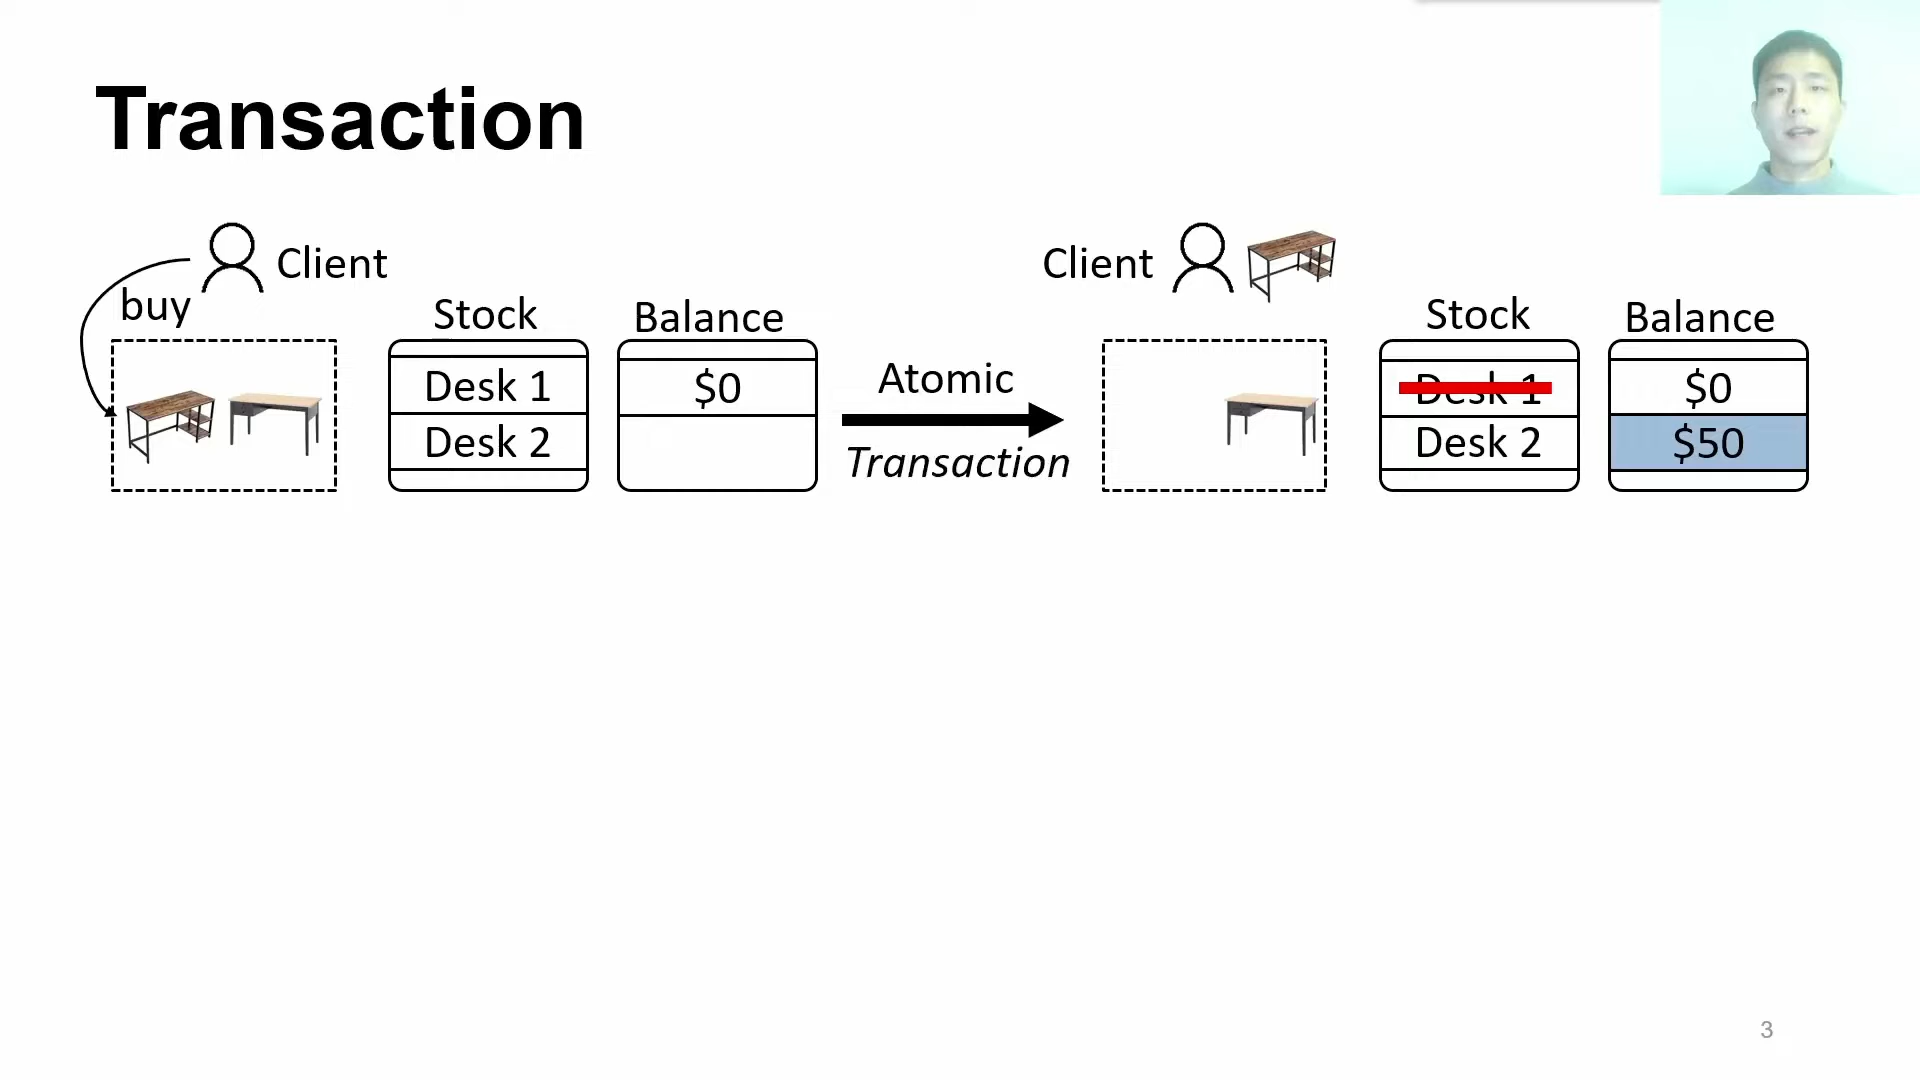 Transaction
Client
buy
Stock
Balance
Desk 1
$0
Desk 2
Atomic
Transaction
Client
Stock
Balance
Desk 1
$0
Desk 2
$50
3